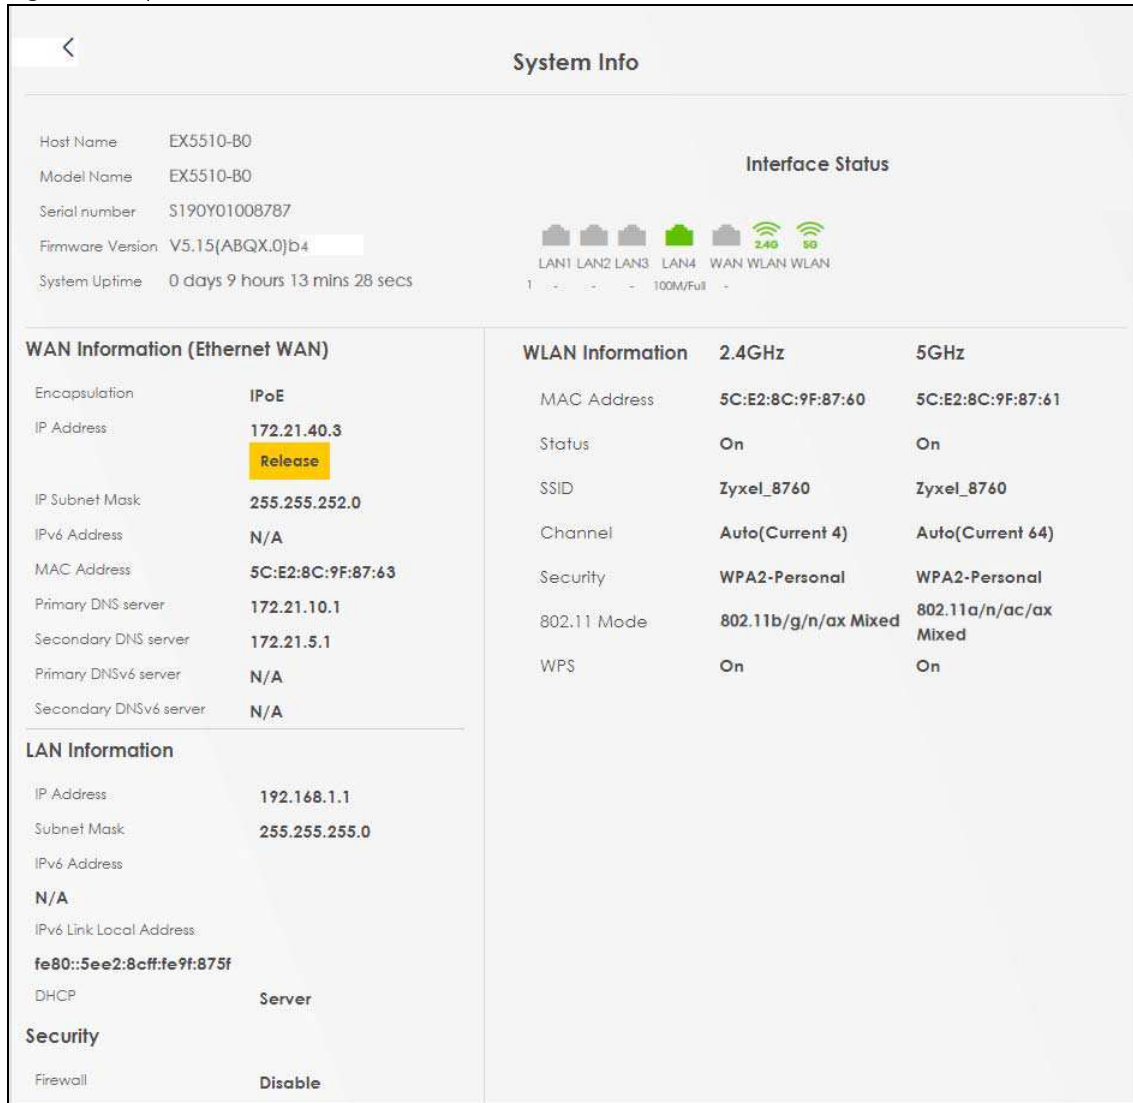 System Info
Host Name EX5510-B0
Model Name EX5510-B0
Serial number S190Y01008787
Firmware Version V5.15(ABQX.0)b4
System Uptime 0 days 9 hours 13 mins 28 secs
Interface Status
2.4G 5G
LAN1 LAN2 LAN3 LAN4 WAN WLAN WLAN
1 - - - 100M/Full -
WAN Information (Ethernet WAN)
Encapsulation IPoE
IP Address 172.21.40.3
Release
IP Subnet Mask 255.255.252.0
IPv6 Address N/A
MAC Address 5C:E2:8C:9F:87:63
Primary DNS server 172.21.10.1
Secondary DNS server 172.21.5.1
Primary DNSv6 server N/A
Secondary DNSv6 server N/A
LAN Information
IP Address 192.168.1.1
Subnet Mask 255.255.255.0
IPv6 Address
N/A
IPv6 Link Local Address
fe80::5ee2:8cff:fe9f:875f
DHCP Server
Security
Firewall Disable
WLAN Information 2.4GHz 5GHz
MAC Address 5C:E2:8C:9F:87:60 5C:E2:8C:9F:87:61
Status On On
SSID Zyxel_8760 Zyxel_8760
Channel Auto(Current 4) Auto(Current 64)
Security WPA2-Personal WPA2-Personal
802.11 Mode 802.11b/g/n/ax Mixed 802.11a/n/ac/ax
Mixed
WPS On On